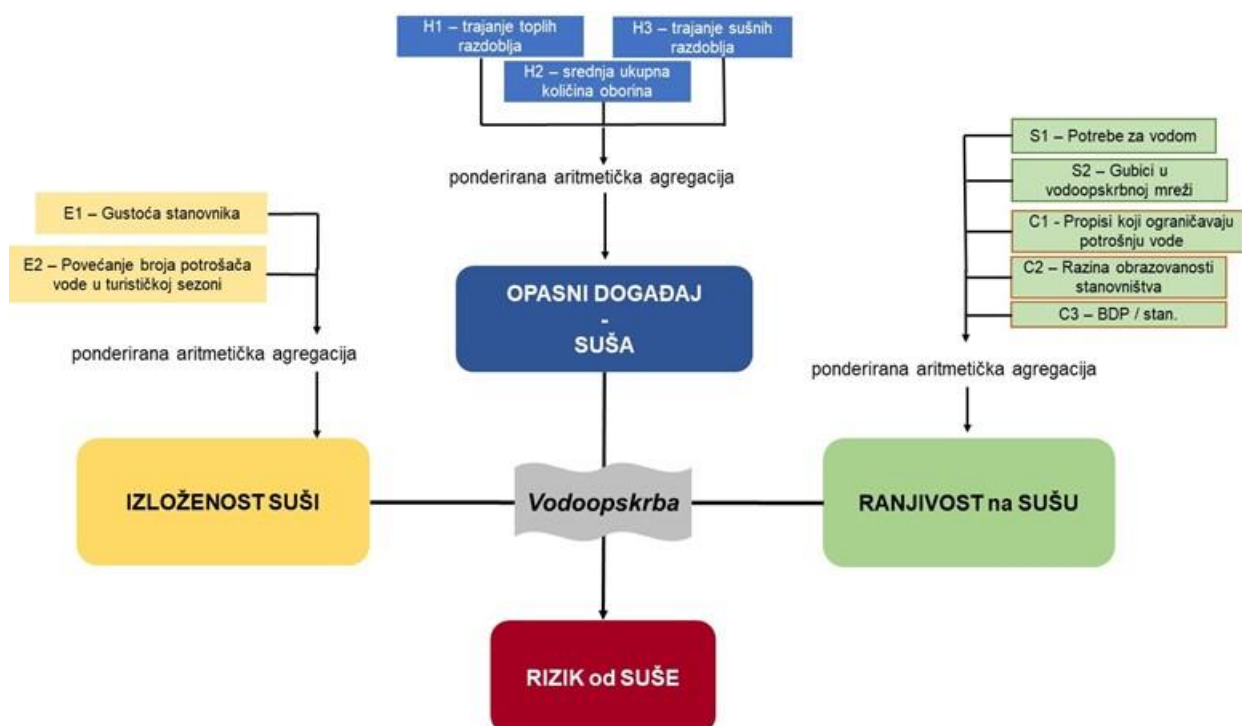 H1 – trajanje toplih
razdoblja
H3 – trajanje sušnih
razdoblja
H2 – srednja ukupna
količina oborina
ponderirana aritmetička agregacija
OPASNI DOGAĐAJ
-
SUŠA
E1 – Gustoća stanovnika
E2 – Povećanje broja potrošača
vode u turističkoj sezoni
ponderirana aritmetička agregacija
IZLOŽENOST SUŠI
S1 – Potrebe za vodom
S2 – Gubici u
vodoopskrbnoj mreži
C1 - Propisi koji ograničavaju
potrošnju vode
C2 – Razina obrazovanosti
stanovništva
C3 – BDP / stan.
ponderirana aritmetička agregacija
RANJIVOST na SUŠU
Vodoopskrba
RIZIK od SUŠE